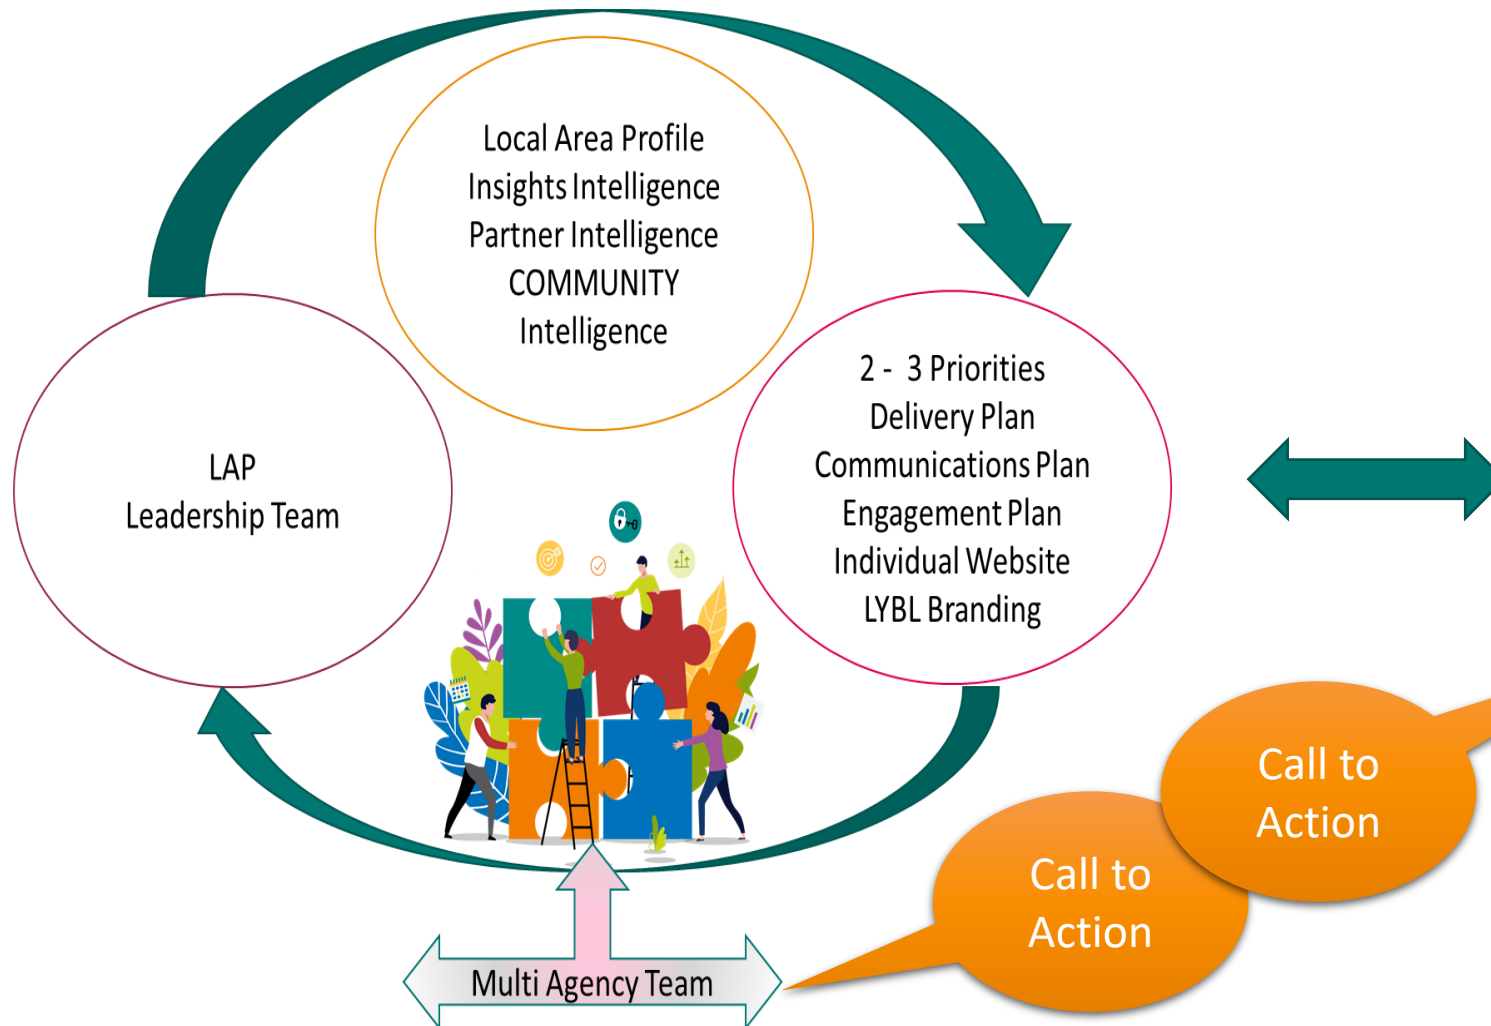 Local Area Profile
Insights Intelligence
Partner Intelligence
COMMUNITY
Intelligence
LAP
Leadership Team
2 - 3 Priorities
Delivery Plan
Communications Plan
Engagement Plan
Individual Website
LYBL Branding
Call to
Action
Call to
Action
Multi Agency Team